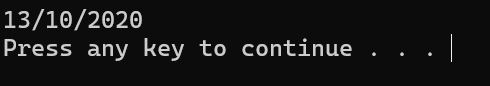 13/10/2020
Press any key to continue . . .